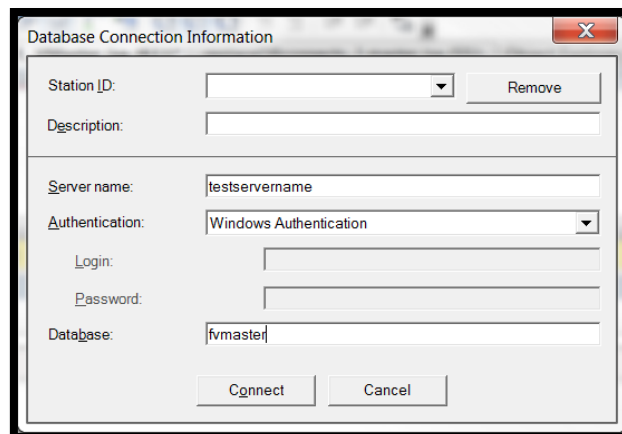 Database Connection Information
Station ID:
Remove
Description:
Server name: testservername
Authentication: Windows Authentication
Login:
Password:
Database: fvmaster
Connect Cancel